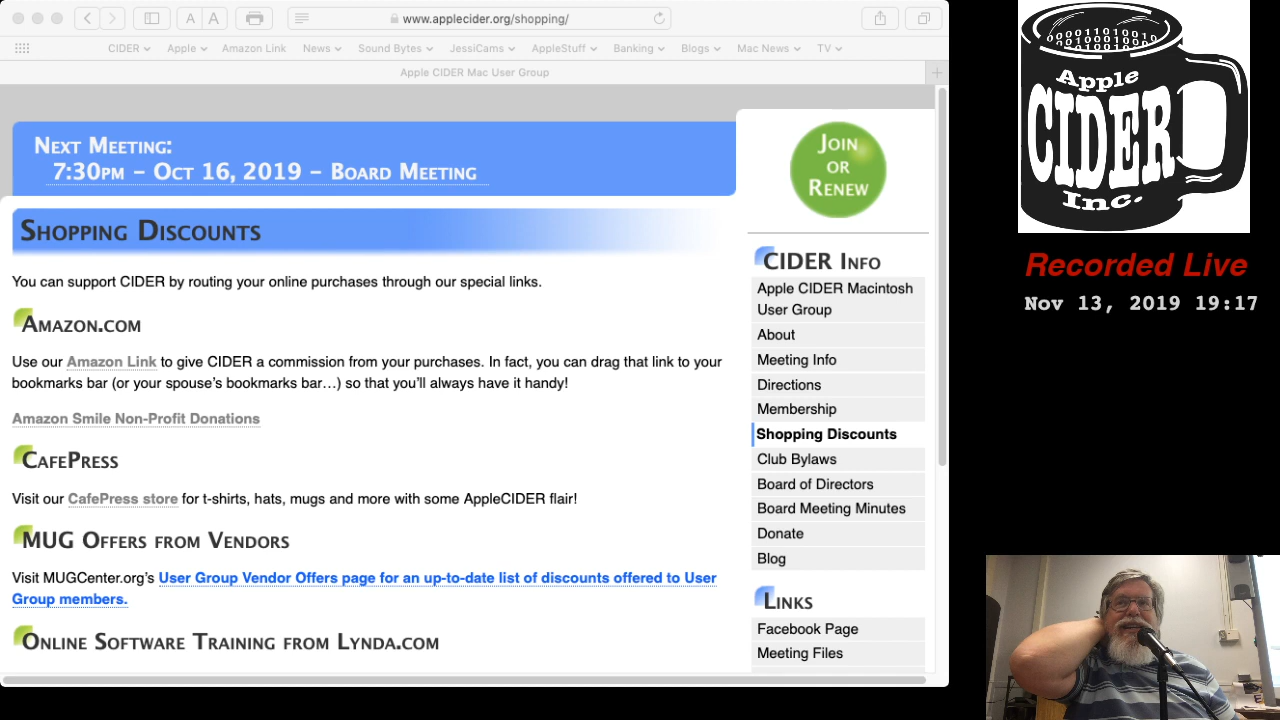 A A
www.applecider.org/shopping/
CIDER Apple Amazon Link News Sound Bytes JessiCams AppleStuff Banking Blogs Mac News TV
Apple CIDER Mac User Group
Next Meeting:
7:30pm – Oct 16, 2019 – Board Meeting
Shopping Discounts
You can support CIDER by routing your online purchases through our special links.
Amazon.com
Use our Amazon Link to give CIDER a commission from your purchases. In fact, you can drag that link to your
bookmarks bar (or your spouse's bookmarks bar…) so that you'll always have it handy!
Amazon Smile Non-Profit Donations
CafePress
Visit our CafePress store for t-shirts, hats, mugs and more with some AppleCIDER flair!
MUG Offers from Vendors
Visit MUGCenter.org's User Group Vendor Offers page for an up-to-date list of discounts offered to User
Group members.
Online Software Training from Lynda.com
Join
or
Renew
CIDER Info
Apple CIDER Macintosh
User Group
About
Meeting Info
Directions
Membership
Shopping Discounts
Club Bylaws
Board of Directors
Board Meeting Minutes
Donate
Blog
Links
Facebook Page
Meeting Files
Apple
CIDER
Inc.
Recorded Live
Nov 13, 2019 19:17